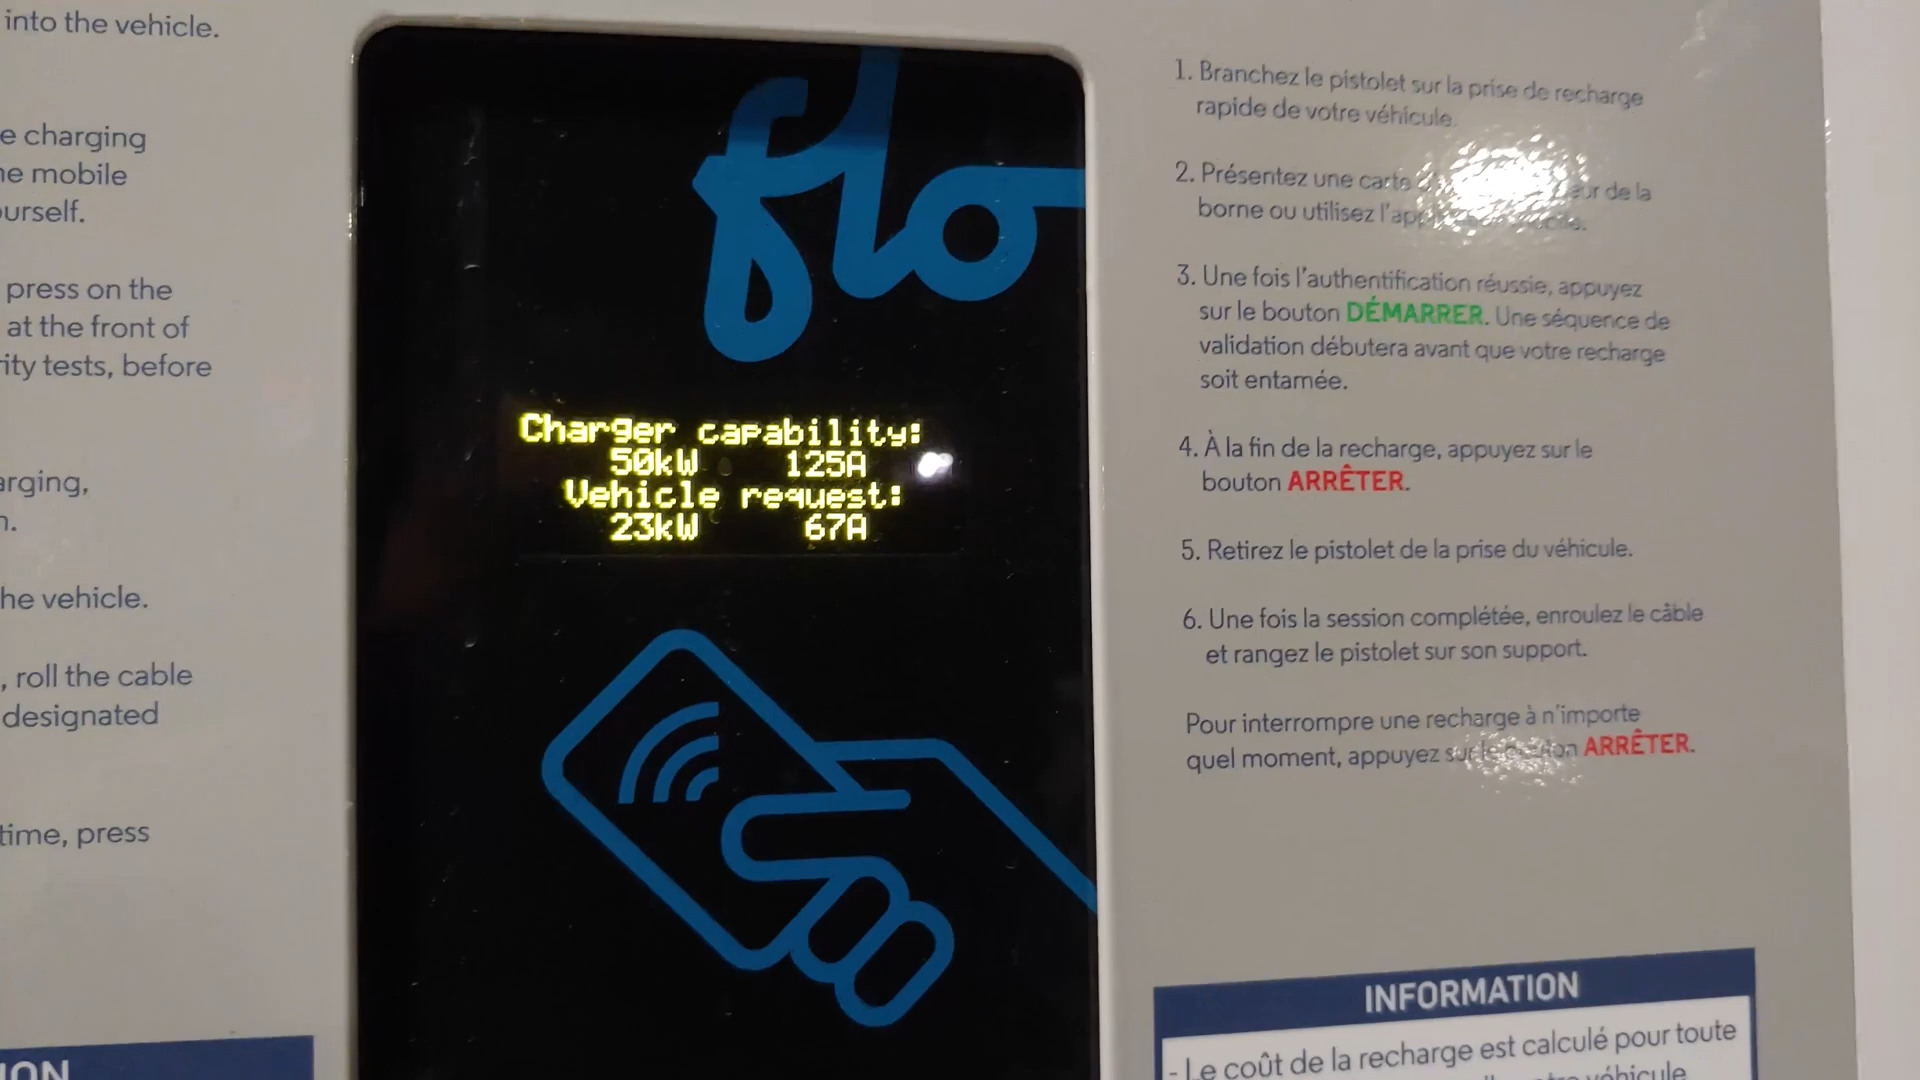 into the vehicle.
e charging
ne mobile
ourself.
press on the
at the front of
rity tests, before
arging,
n.
he vehicle.
, roll the cable
designated
time, press
ION
flo
Charger capability:
50kW 125A
Vehicle request:
23kW 67A
1. Branchez le pistolet sur la prise de recharge
rapide de votre véhicule.
2. Présentez une carte de la
borne ou utilisez
3. Une fois l'authentification réussie, appuyez
sur le bouton DÉMARRER. Une séquence de
validation débutera avant que votre recharge
soit entamée.
4. À la fin de la recharge, appuyez sur le
bouton ARRÊTER.
5. Retirez le pistolet de la prise du véhicule.
6. Une fois la session complétée, enroulez le câble
et rangez le pistolet sur son support.
Pour interrompre une recharge à n'importe
quel moment, appuyez sur ARRÊTER.
INFORMATION
- Le coût de la recharge est calculé pour toute
véhicule